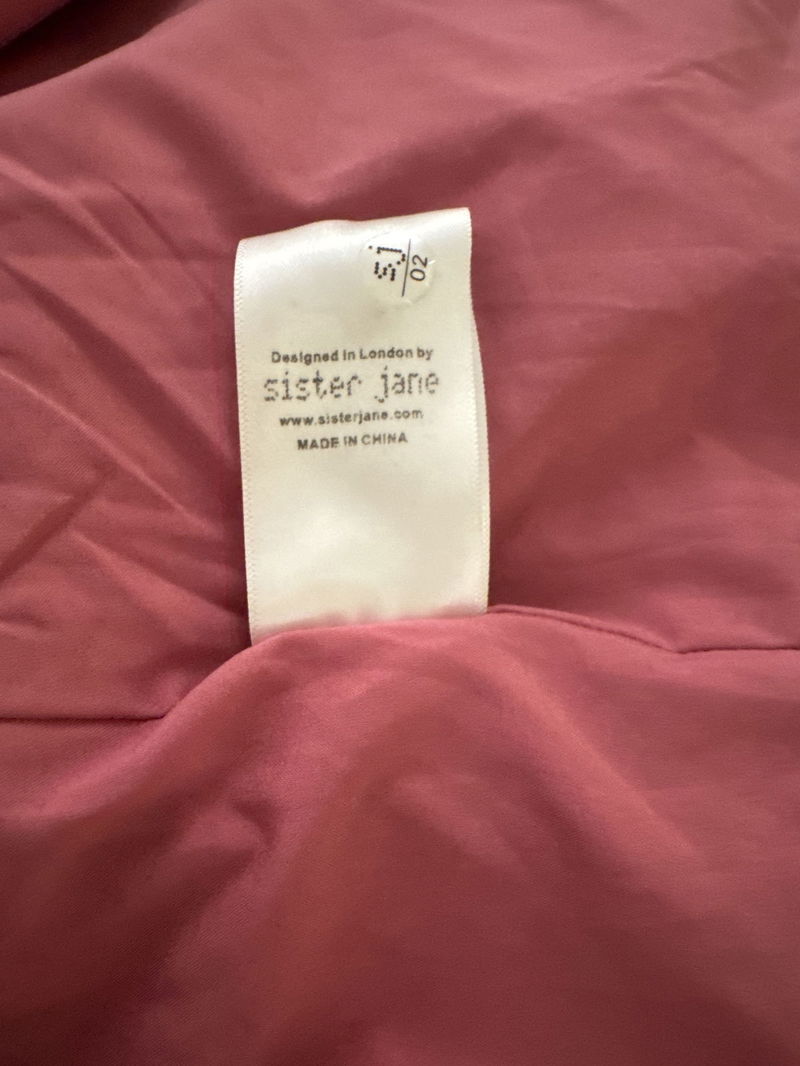 SJ
02
Designed in London by
sister jane
www.sisterjane.com
MADE IN CHINA